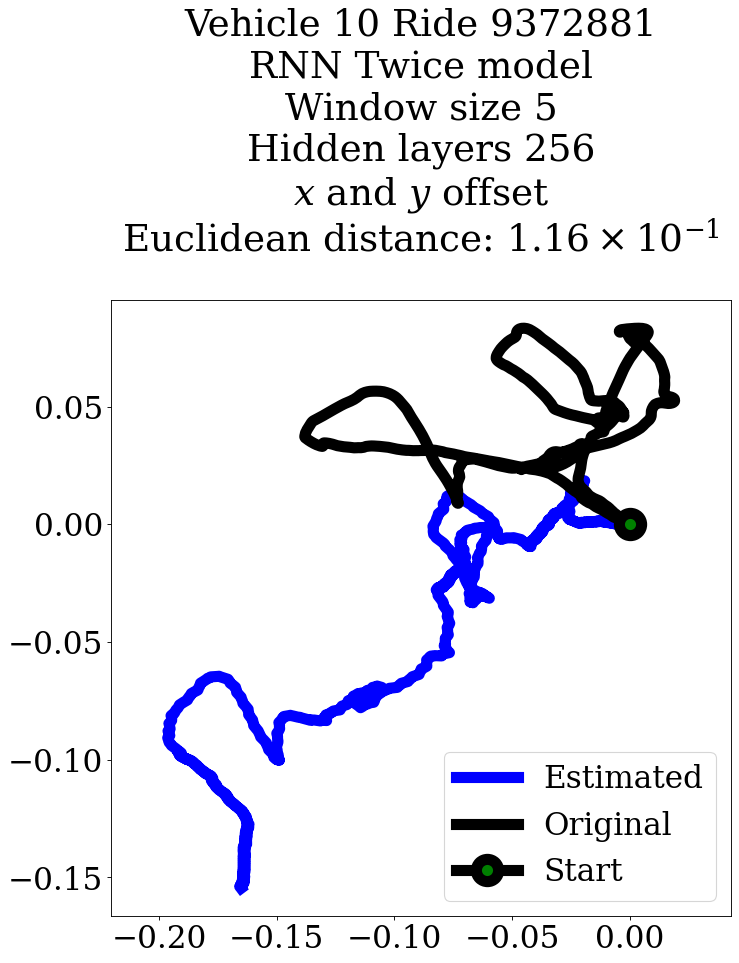 Vehicle 10 Ride 9372881
RNN Twice model
Window size 5
Hidden layers 256
x and y offset
Euclidean distance: 1.16 × 10⁻¹
0.05
0.00
−0.05
−0.10
−0.15
Estimated
Original
Start
−0.20 −0.15 −0.10 −0.05 0.00